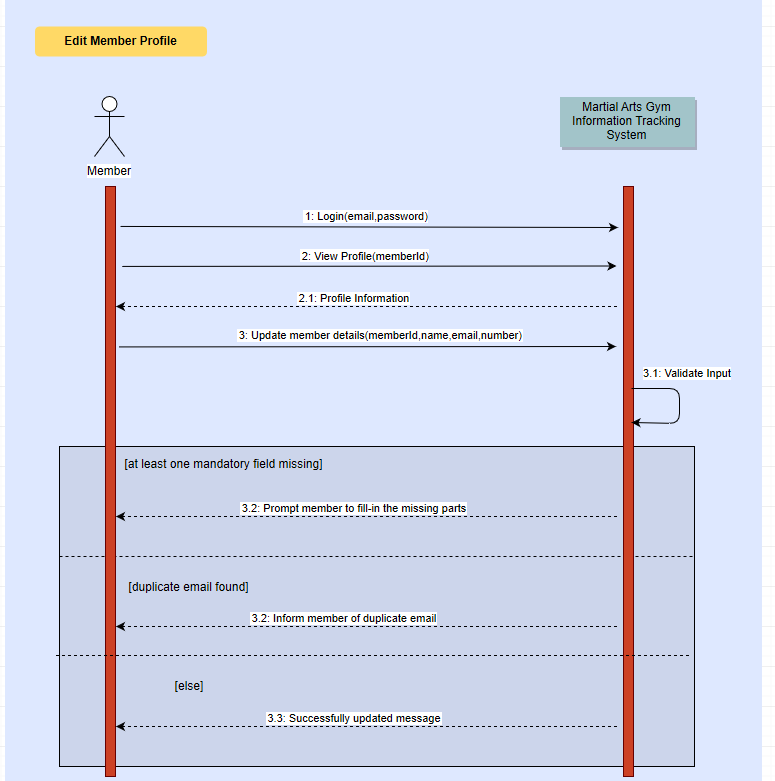 Edit Member Profile
Martial Arts Gym
Information Tracking
System
Member
1: Login(email,password)
2: View Profile(memberId)
2.1: Profile Information
3: Update member details(memberId,name,email,number)
3.1: Validate Input
[at least one mandatory field missing]
3.2: Prompt member to fill-in the missing parts
[duplicate email found]
3.2: Inform member of duplicate email
[else]
3.3: Successfully updated message